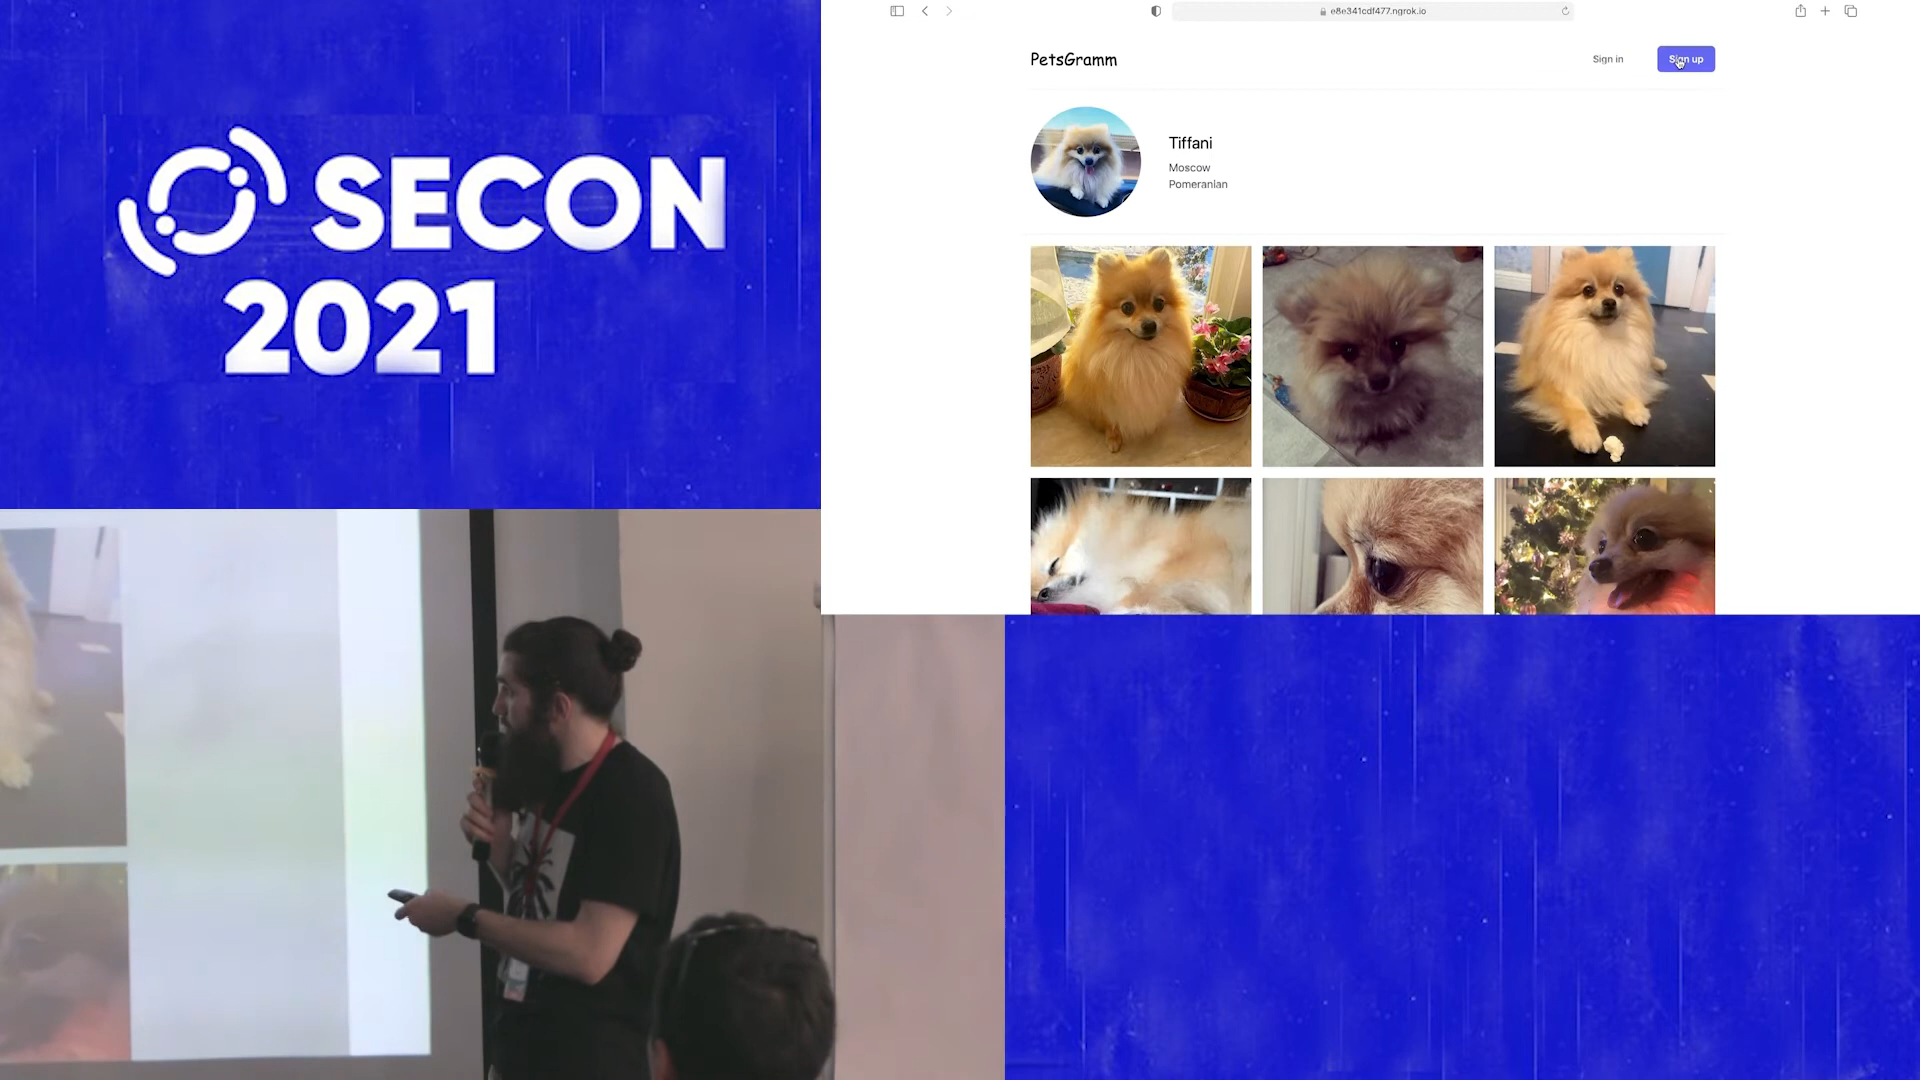 SECON
2021
e8e341cdf477.ngrok.io
PetsGramm
Sign in
Sign up
Tiffani
Moscow
Pomeranian